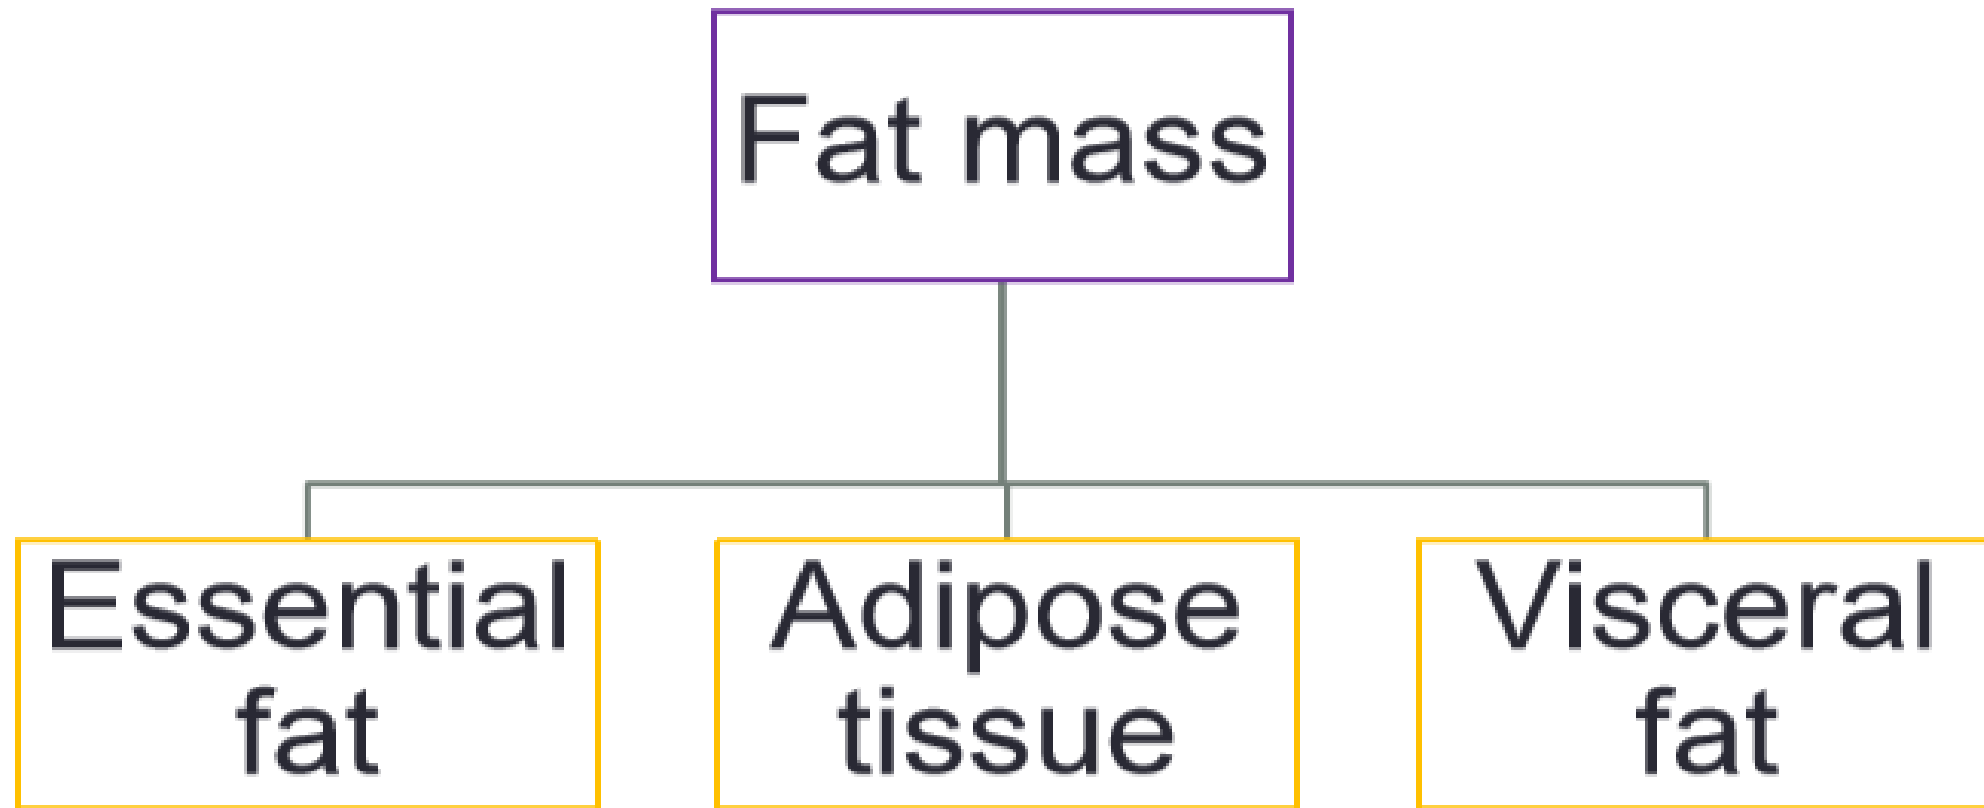 Fat mass
Essential
fat
Adipose
tissue
Visceral
fat